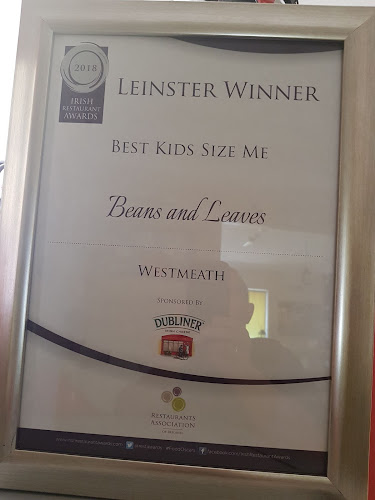 2018
IRISH
RESTAURANT
AWARDS
LEINSTER WINNER
BEST KIDS SIZE ME
Beans and Leaves
WESTMEATH
SPONSORED BY
DUBLINER
RESTAURANTS
ASSOCIATION